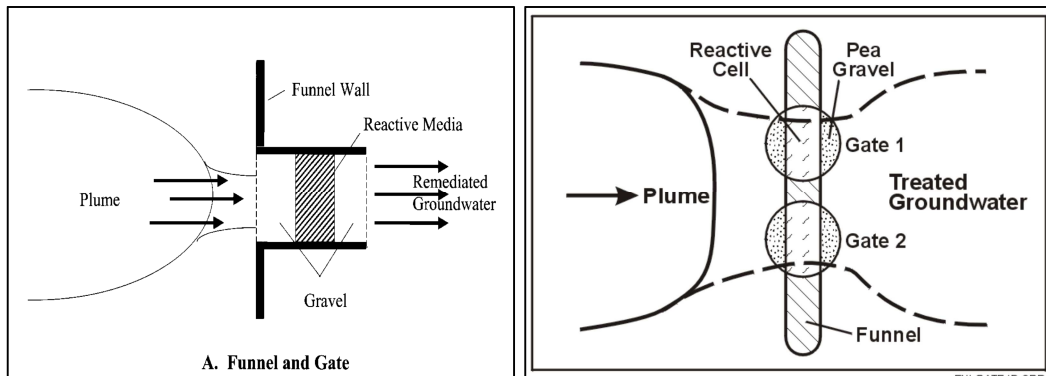 Funnel Wall
Reactive Media
Plume
Remediated
Groundwater
Gravel
A. Funnel and Gate
Reactive
Cell
Pea
Gravel
Gate 1
Plume
Treated
Groundwater
Gate 2
Funnel